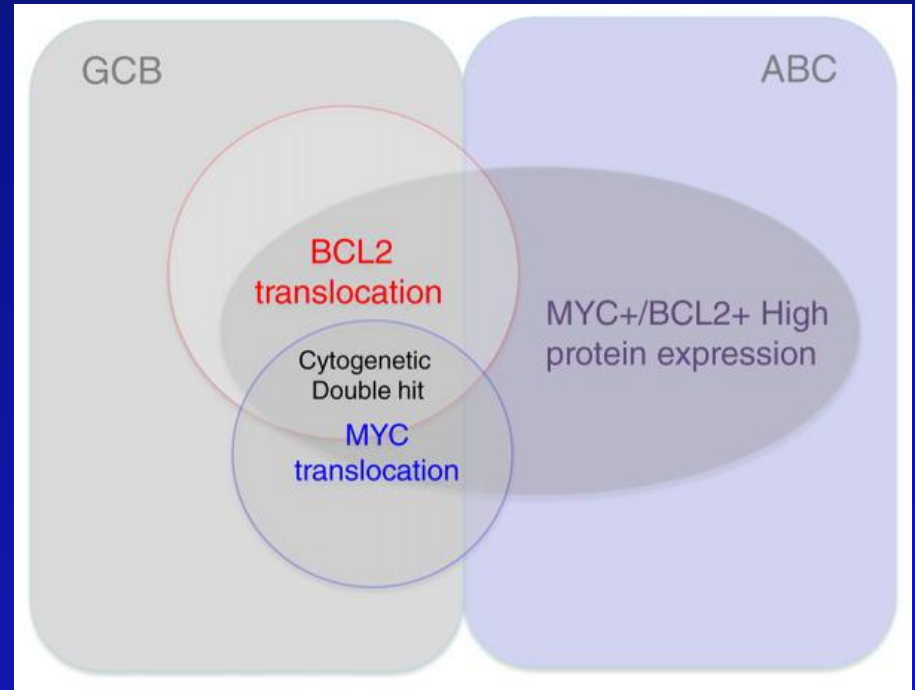 GCB
ABC
BCL2
translocation
MYC+/BCL2+ High
protein expression
Cytogenetic
Double hit
MYC
translocation